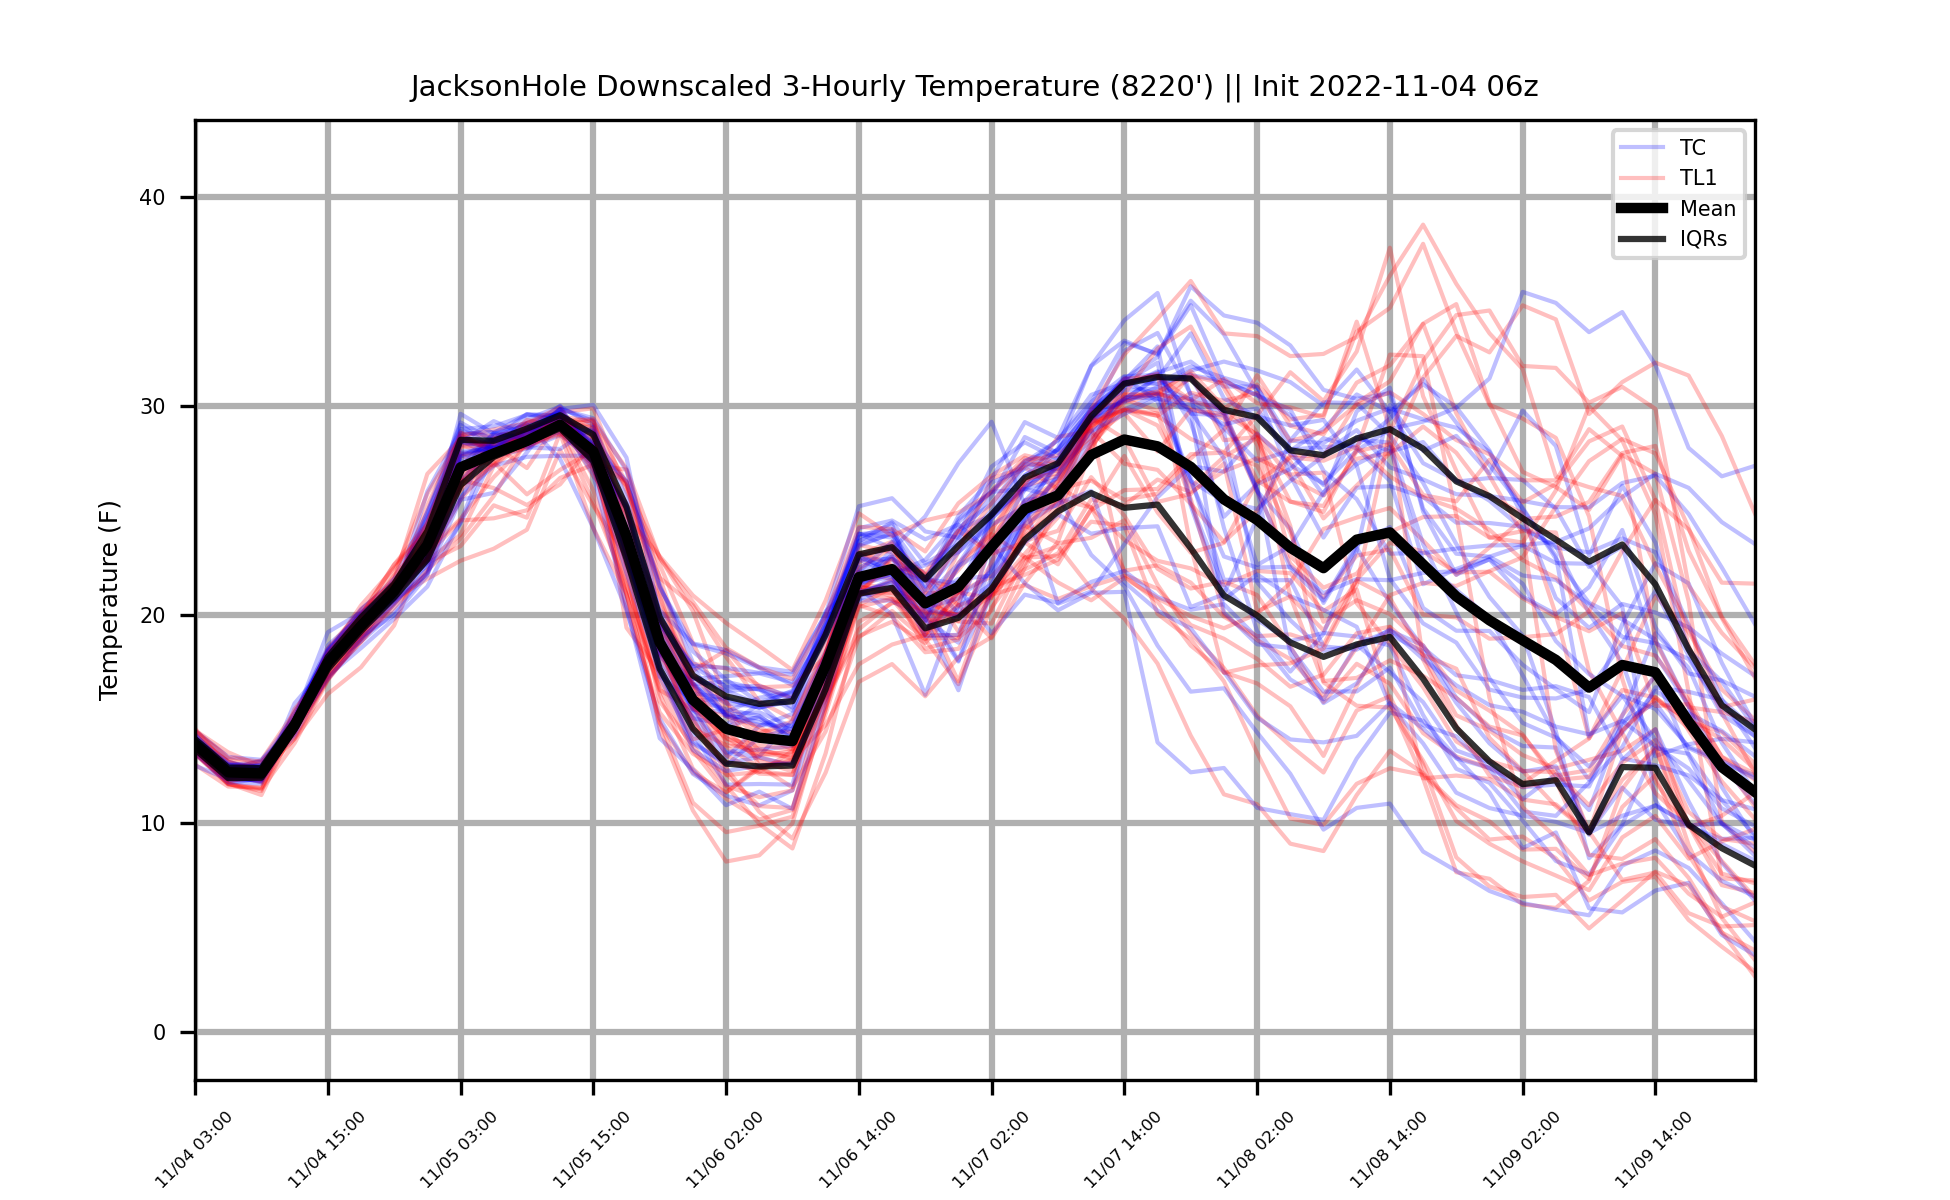 JacksonHole Downscaled 3-Hourly Temperature (8220') || Init 2022-11-04 06z
TC
TL1
Mean
IQRs
Temperature (F)
40
30
20
10
0
11/04 03:00
11/04 15:00
11/05 03:00
11/05 15:00
11/06 02:00
11/06 14:00
11/07 02:00
11/07 14:00
11/08 02:00
11/08 14:00
11/09 02:00
11/09 14:00